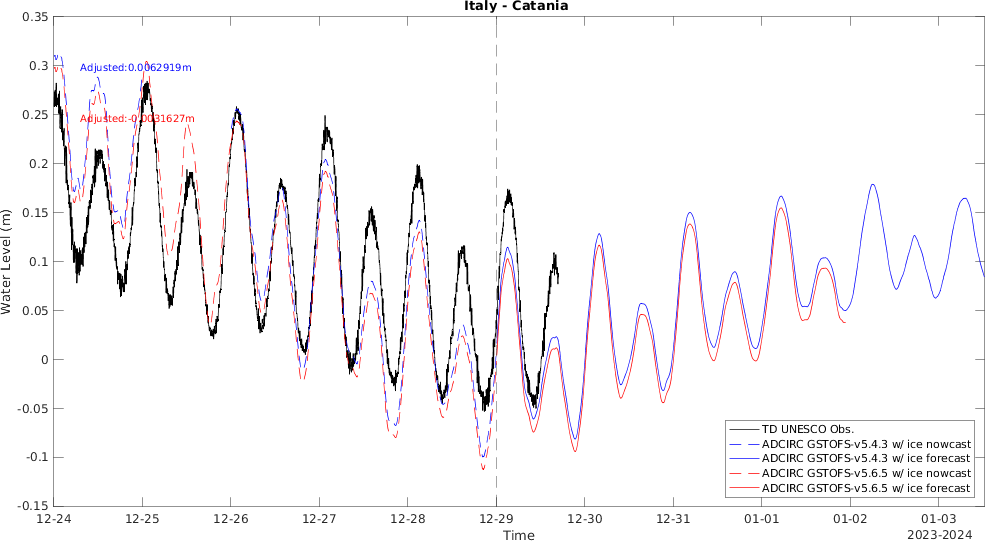 Italy - Catania
0.35
0.3
0.25
0.2
0.15
0.1
0.05
0
-0.05
-0.1
-0.15
Water Level (m)
Adjusted:0.0062919m
Adjusted:-0.0031627m
TD UNESCO Obs.
ADCIRC GSTOFS-v5.4.3 w/ ice nowcast
ADCIRC GSTOFS-v5.4.3 w/ ice forecast
ADCIRC GSTOFS-v5.6.5 w/ ice nowcast
ADCIRC GSTOFS-v5.6.5 w/ ice forecast
12-24 12-25 12-26 12-27 12-28 12-29 12-30 12-31 01-01 01-02 01-03
Time
2023-2024